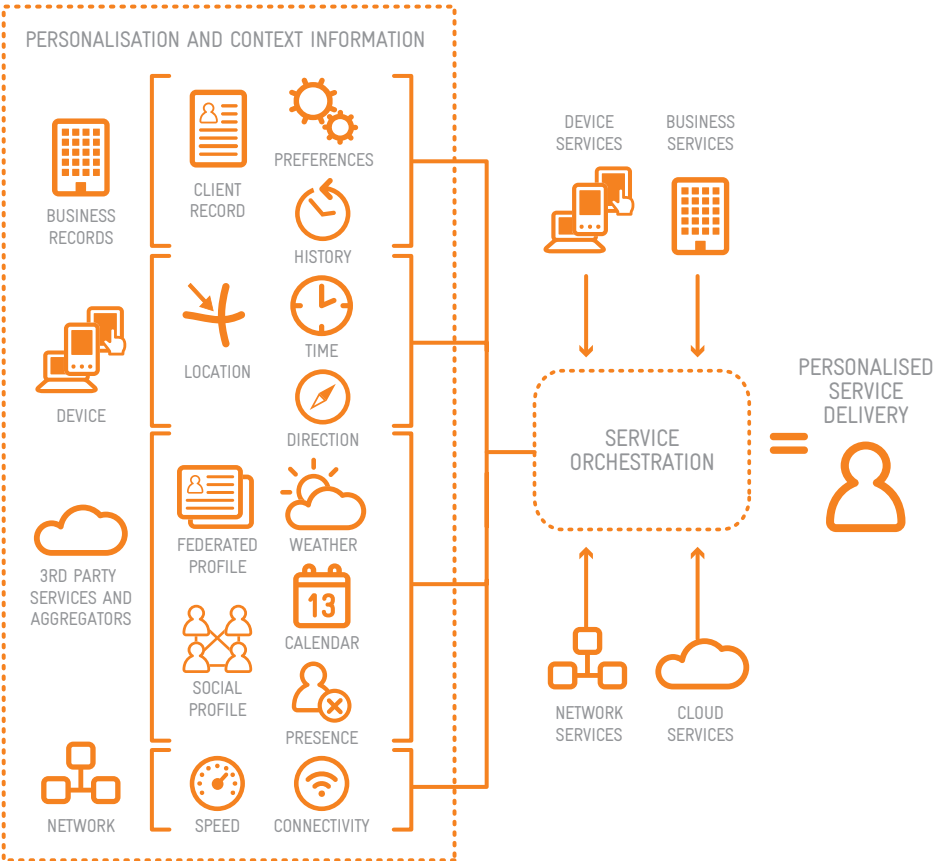 PERSONALISATION AND CONTEXT INFORMATION
BUSINESS
RECORDS
CLIENT
RECORD
PREFERENCES
HISTORY
DEVICE
LOCATION
TIME
DIRECTION
3RD PARTY
SERVICES AND
AGGREGATORS
FEDERATED
PROFILE
WEATHER
13
CALENDAR
SOCIAL
PROFILE
PRESENCE
NETWORK
SPEED
CONNECTIVITY
DEVICE
SERVICES
BUSINESS
SERVICES
SERVICE
ORCHESTRATION
NETWORK
SERVICES
CLOUD
SERVICES
=
PERSONALISED
SERVICE
DELIVERY